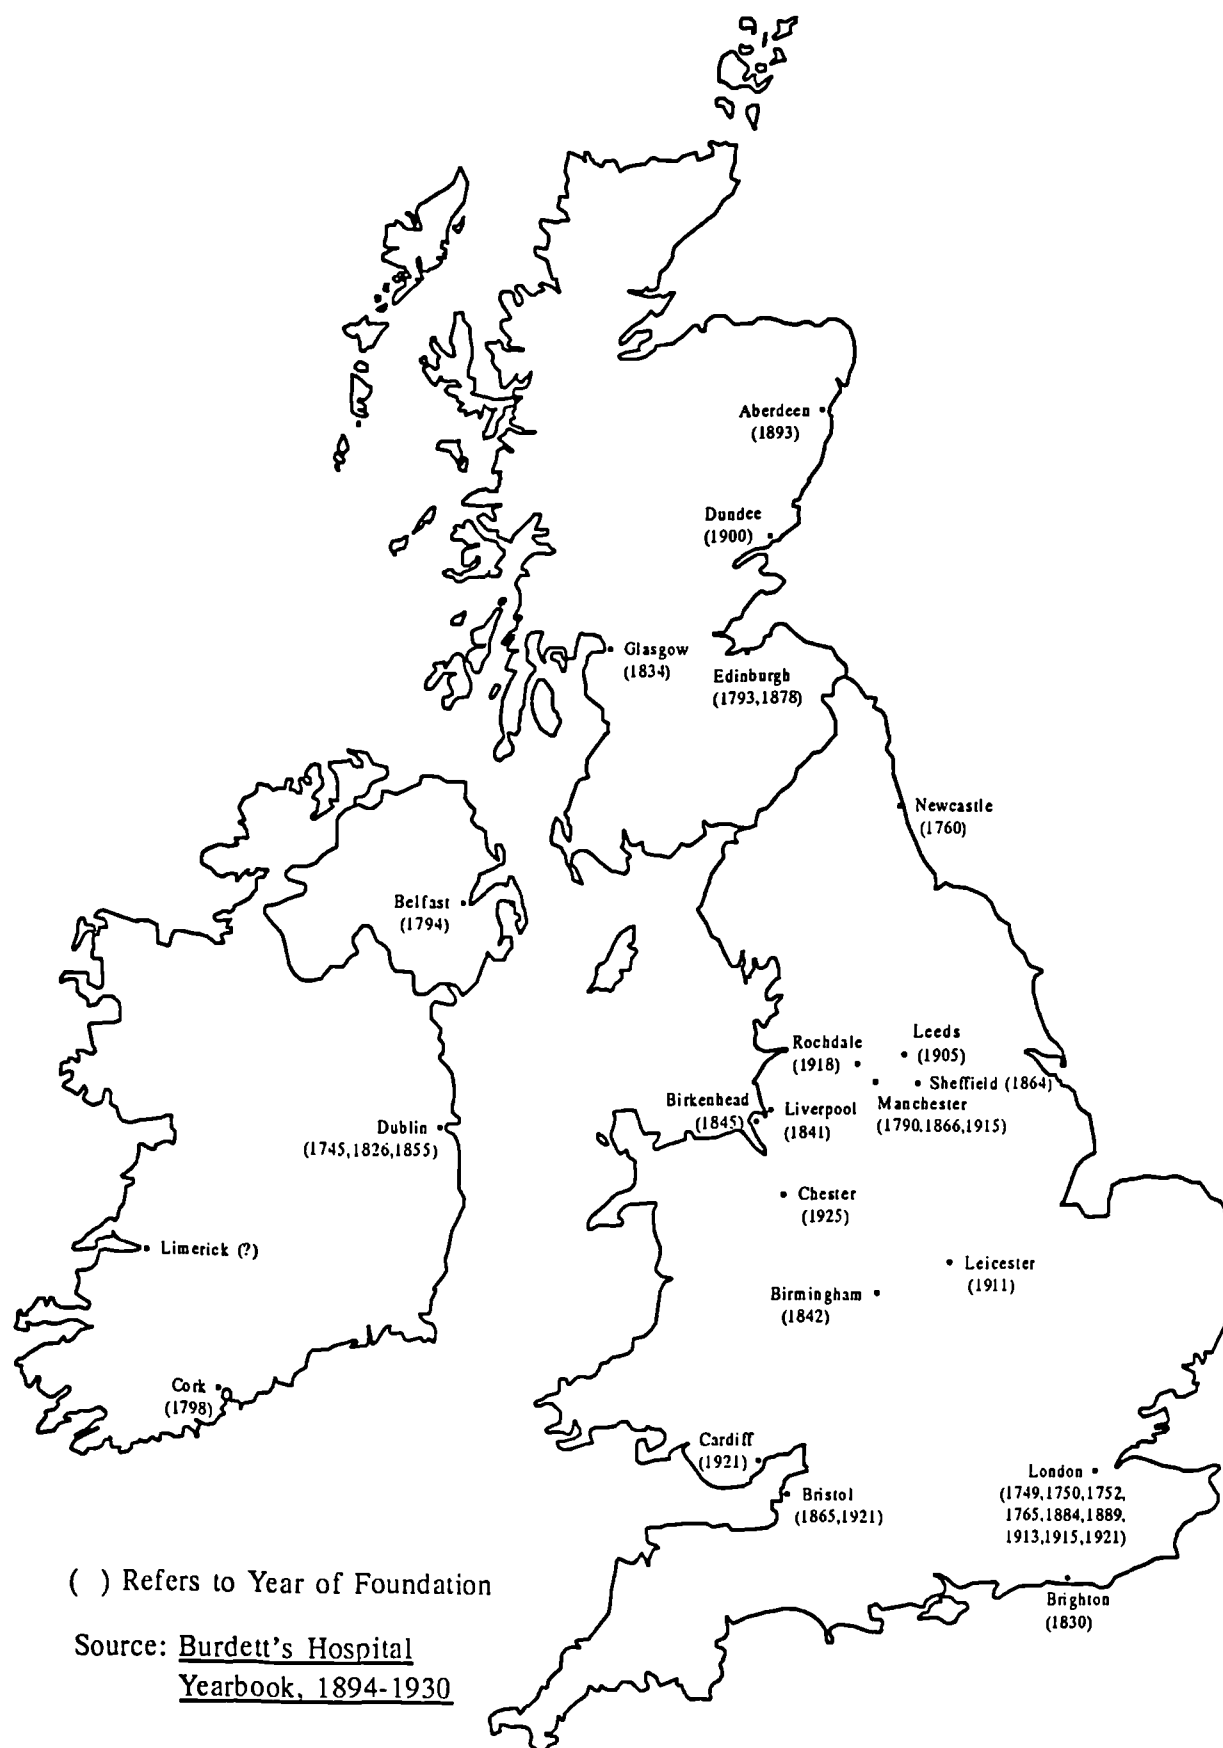 Aberdeen
(1893)
Dundee
(1900)
Glasgow
(1834)
Edinburgh
(1793,1878)
Newcastle
(1760)
Belfast
(1794)
Leeds
(1905)
Rochdale
(1918)
Sheffield (1864)
Birkenhead
(1845)
Liverpool
(1841)
Manchester
(1790,1866,1915)
Dublin
(1745,1826,1855)
Chester
(1925)
Limerick (?)
Leicester
(1911)
Birmingham
(1842)
Cork
(1798)
Cardiff
(1921)
London
(1749,1750,1752,
1765,1884,1889,
1913,1915,1921)
Bristol
(1865,1921)
Brighton
(1830)
( ) Refers to Year of Foundation
Source: Burdett's Hospital
Yearbook, 1894-1930